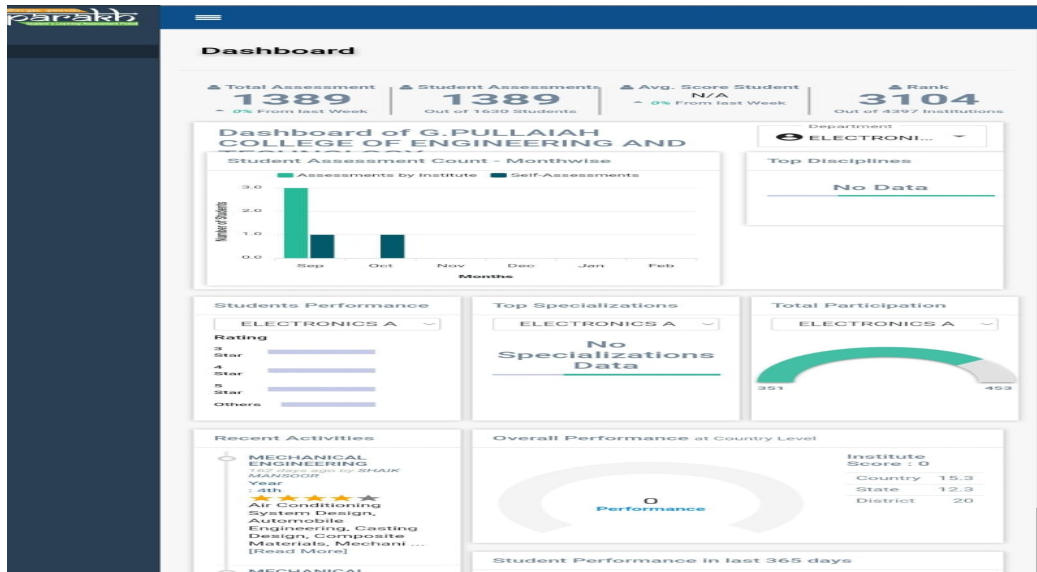 parakh
Dashboard
Total Assessment
1389
0% From last Week
Student Assessments
1389
Out of 1630 Students
Avg. Score Student
N/A
0% From last Week
Rank
3104
Out of 4397 Institutions
Dashboard of G.PULLAIAH
COLLEGE OF ENGINEERING AND
Department
ELECTRONI...
Student Assessment Count - Monthwise
Assessments by Institute Self-Assessments
3.0
2.0
1.0
0.0
Number of Students
Sep Oct Nov Dec Jan Feb
Months
Top Disciplines
No Data
Students Performance
ELECTRONICS A
Rating
3
Star
4
Star
5
Star
Others
Top Specializations
ELECTRONICS A
No
Specializations
Data
Total Participation
ELECTRONICS A
351 453
Recent Activities
MECHANICAL
ENGINEERING
162 days ago by SHAIK
MANSOOR
Year
: 4th
Air Conditioning
System Design,
Automobile
Engineering, Casting
Design, Composite
Materials, Mechani ...
[Read More]
MECHANICAL
Overall Performance at Country Level
0
Performance
Institute
Score : 0
Country 15.3
State 12.3
District 20
Student Performance in last 365 days